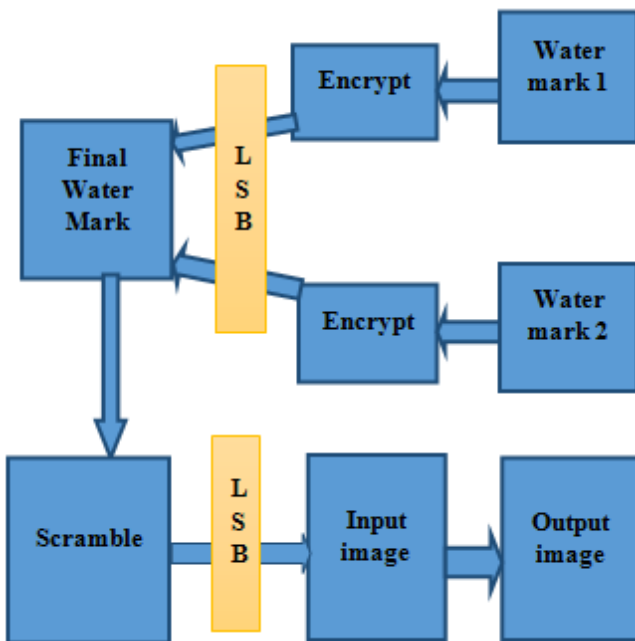 Water
mark 1
Encrypt
L
S
B
Final
Water
Mark
Water
mark 2
Encrypt
Scramble
L
S
B
Input
image
Output
image